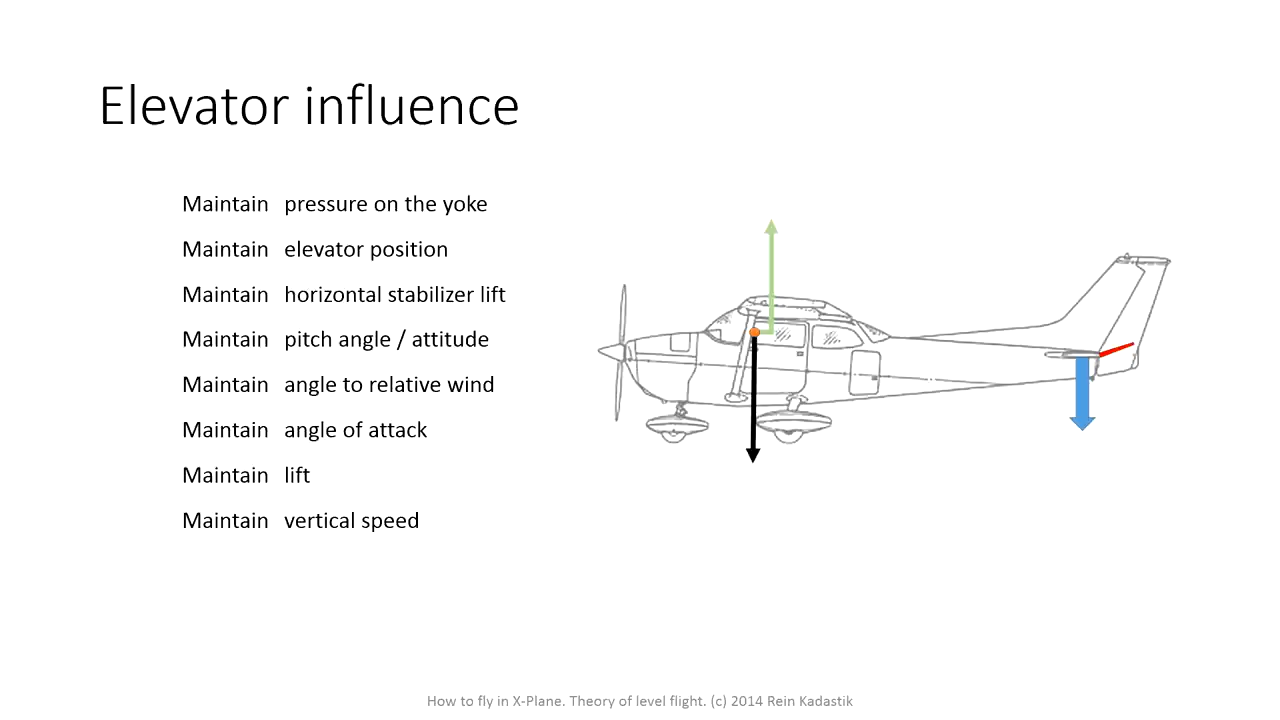 Elevator influence
Maintain pressure on the yoke
Maintain elevator position
Maintain horizontal stabilizer lift
Maintain pitch angle / attitude
Maintain angle to relative wind
Maintain angle of attack
Maintain lift
Maintain vertical speed
How to fly in X-Plane. Theory of level flight. (c) 2014 Rein Kadastik